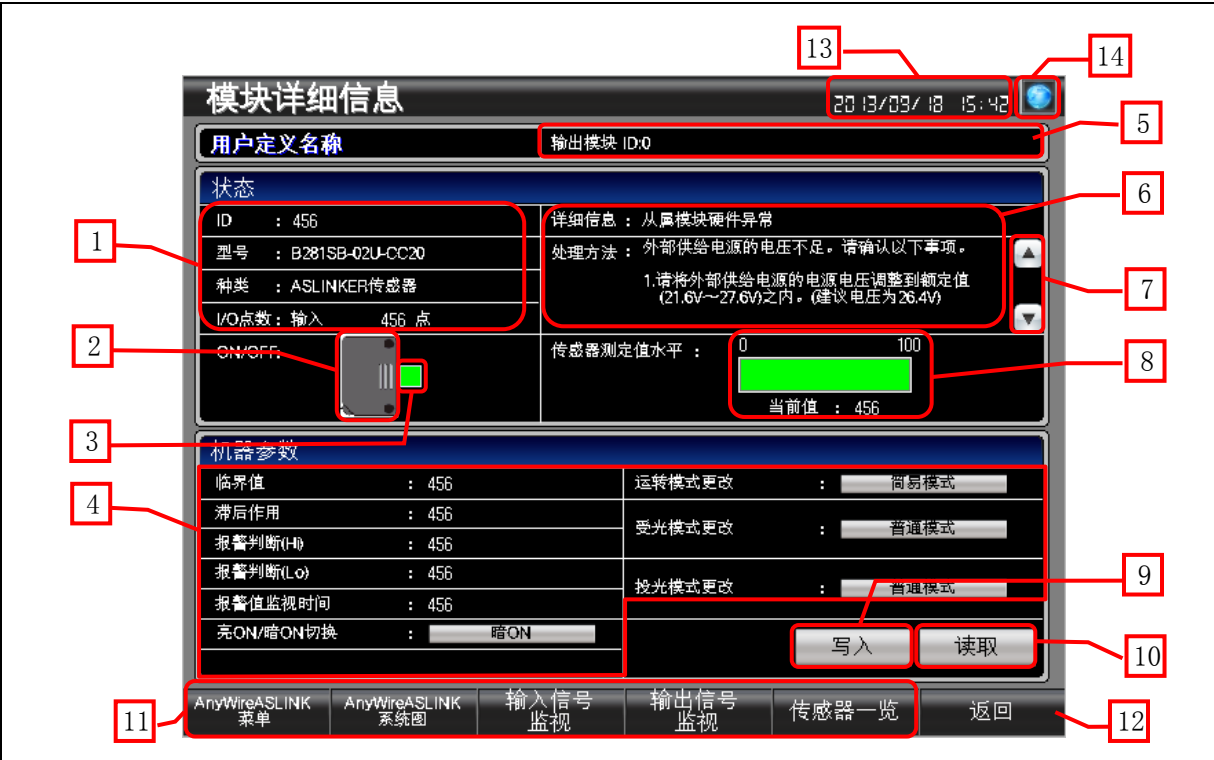 13
14
模块详细信息
2013/09/18 15:42
5
用户定义名称
输出模块 ID:0
状态
6
1
ID : 456
详细信息 : 从属模块硬件异常
型号 : B281SB-02U-CC20
处理方法 : 外部供给电源的电压不足。请确认以下事项。
种类 : ASLINKER传感器
1.请将外部供给电源的电源电压调整到额定值
(21.6V~27.6V)之内。(建议电压为26.4V)
7
I/O点数 : 输入 456 点
2
ON/OFF:
传感器测定值水平 :
0 100
8
当前值 : 456
3
机器参数
4
临界值 : 456
运转模式更改 : 简易模式
滞后作用 : 456
受光模式更改 : 普通模式
报警判断(Hi) : 456
报警判断(Lo) : 456
投光模式更改 : 普通模式
9
报警值监视时间 : 456
亮ON/暗ON切换 : 暗ON
写入
读取
10
11
AnyWireASLINK
菜单
AnyWireASLINK
系统图
输入信号
监视
输出信号
监视
传感器一览
返回
12